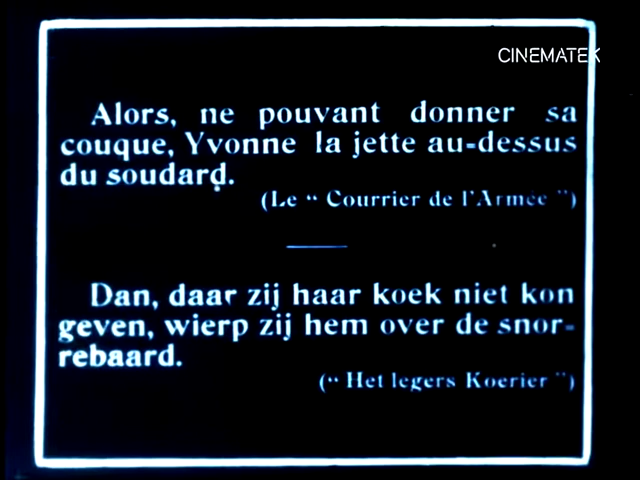 CINEMATEK
Alors, ne pouvant donner sa
couque, Yvonne la jette au-dessus
du soudard.
(Le “ Courrier de l'Armée ”)
Dan, daar zij haar koek niet kon
geven, wierp zij hem over de snor-
rebaard.
(“ Het legers Koerier ”)